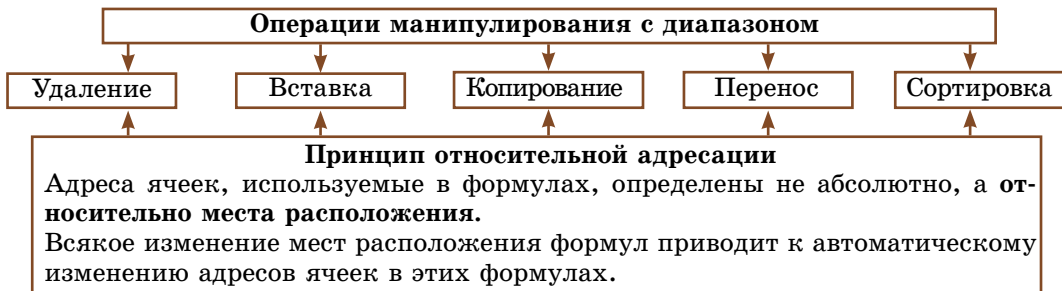 Операции манипулирования с диапазоном
Удаление Вставка Копирование Перенос Сортировка
Принцип относительной адресации
Адреса ячеек, используемые в формулах, определены не абсолютно, а от-
носительно места расположения.
Всякое изменение мест расположения формул приводит к автоматическому
изменению адресов ячеек в этих формулах.